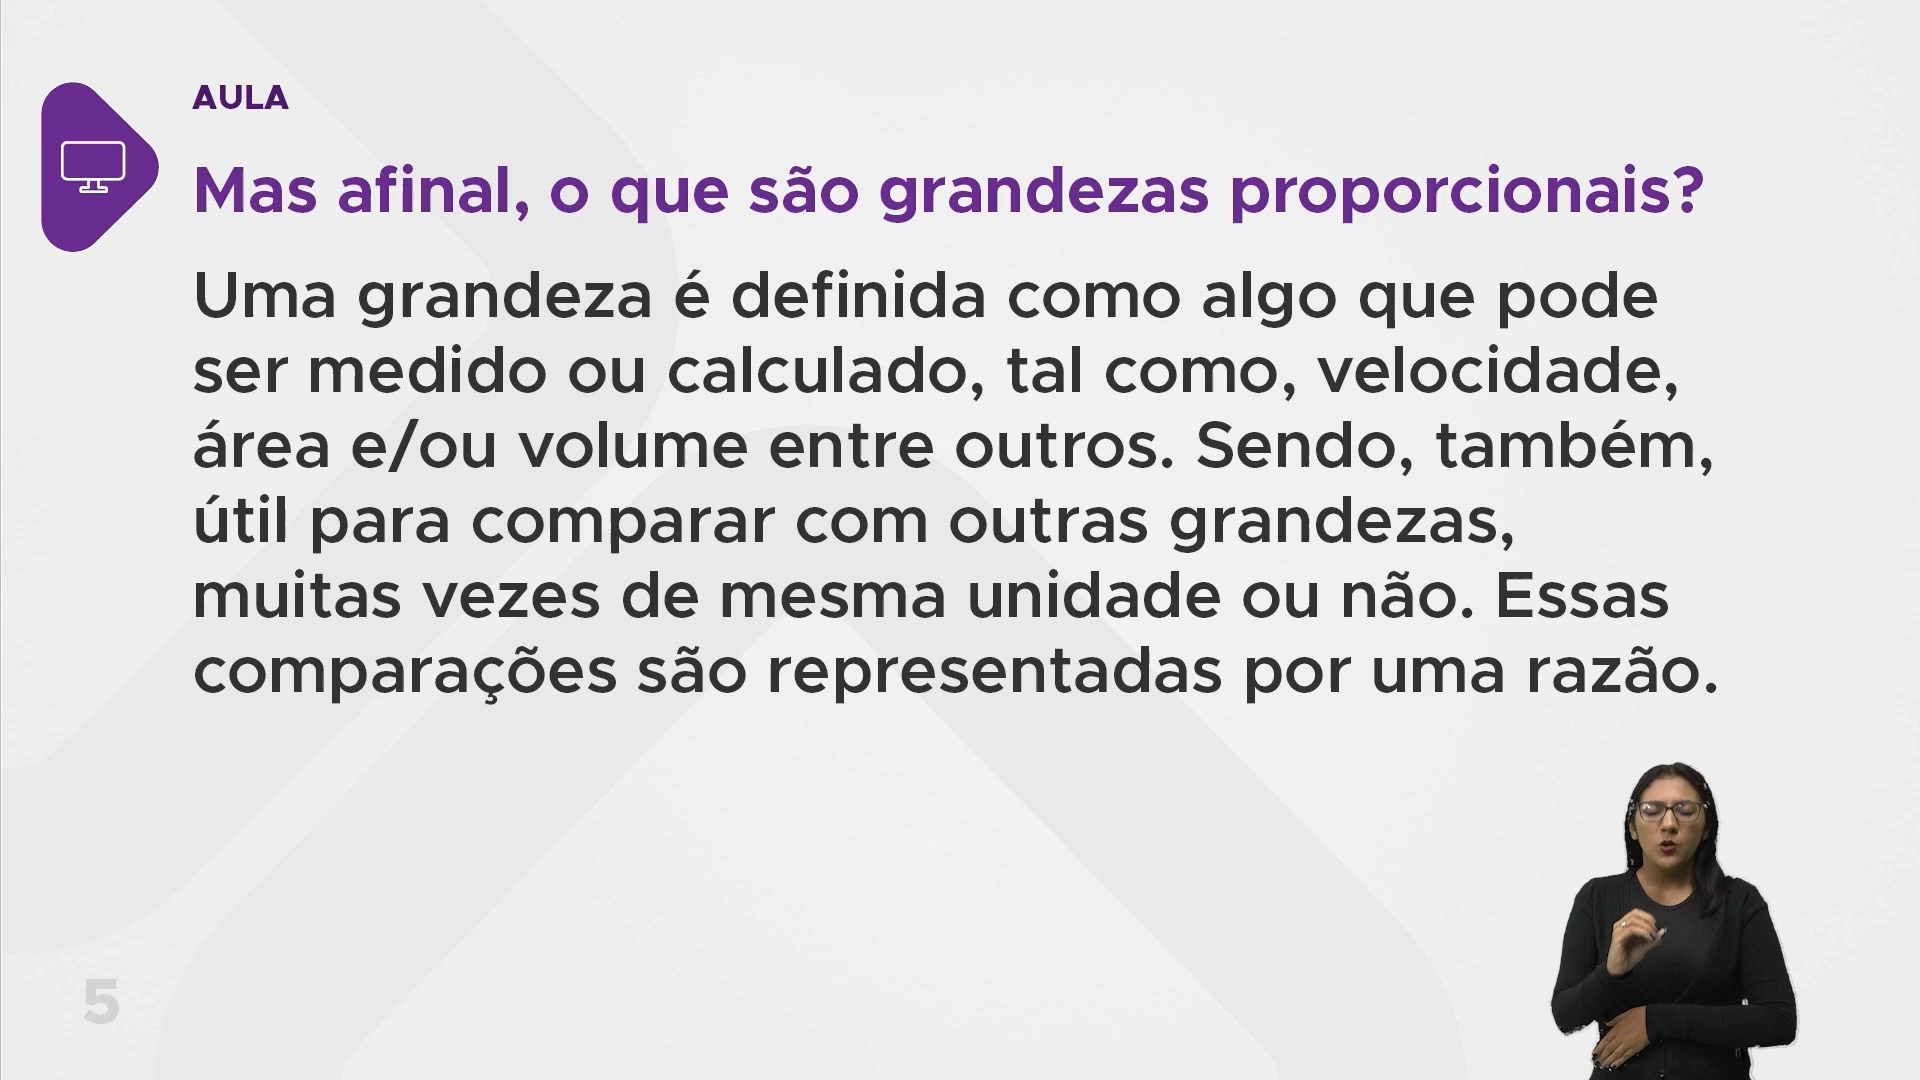 AULA
Mas afinal, o que são grandezas proporcionais?
Uma grandeza é definida como algo que pode
ser medido ou calculado, tal como, velocidade,
área e/ou volume entre outros. Sendo, também,
útil para comparar com outras grandezas,
muitas vezes de mesma unidade ou não. Essas
comparações são representadas por uma razão.
5